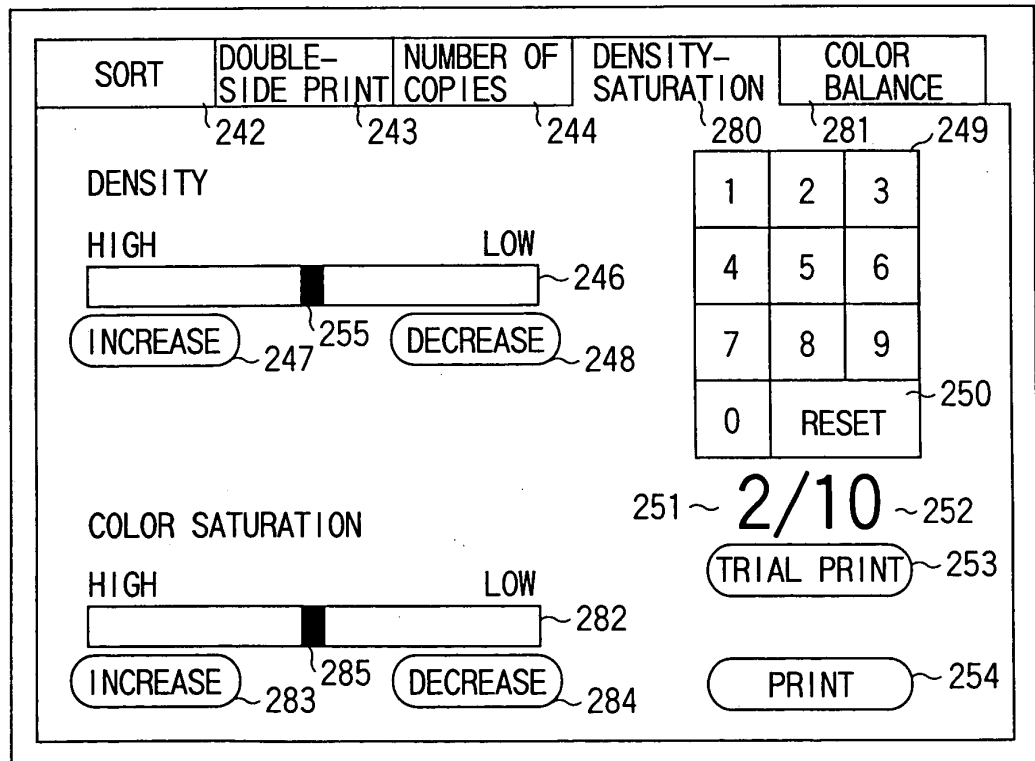 SORT
DOUBLE-
SIDE PRINT
NUMBER OF
COPIES
DENSITY-
SATURATION
COLOR
BALANCE
242
243
244
280
281
249
DENSITY
HIGH
LOW
246
255
INCREASE
247
DECREASE
248
1 2 3
4 5 6
7 8 9
0 RESET
250
251 2/10 252
TRIAL PRINT
253
COLOR SATURATION
HIGH
LOW
282
285
INCREASE
283
DECREASE
284
PRINT
254